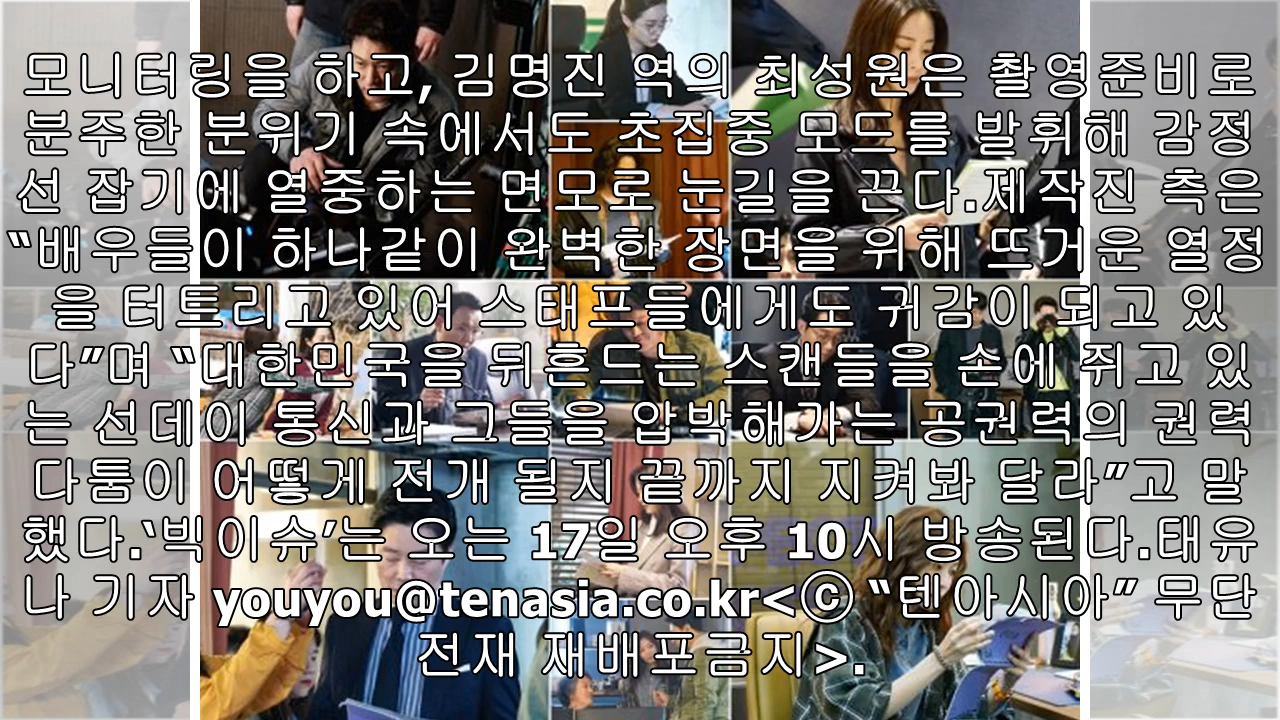 모니터링을 하고, 김명진 역의 최성원은 촬영준비로
분주한 분위기 속에서도 초집중 모드를 발휘해 감정
선 잡기에 열중하는 면모로 눈길을 끈다.제작진 측은
“배우들이 하나같이 완벽한 장면을 위해 뜨거운 열정
을 터트리고 있어 스태프들에게도 귀감이 되고 있
다”며 “대한민국을 뒤흔드는 스캔들을 손에 쥐고 있
는 선데이 통신과 그들을 압박해가는 공권력의 권력
다툼이 어떻게 전개 될지 끝까지 지켜봐 달라”고 말
했다.‘빅이슈’는 오는 17일 오후 10시 방송된다.태유
나 기자 youyou@tenasia.co.kr<ⓒ “텐아시아” 무단
전재 재배포금지>.